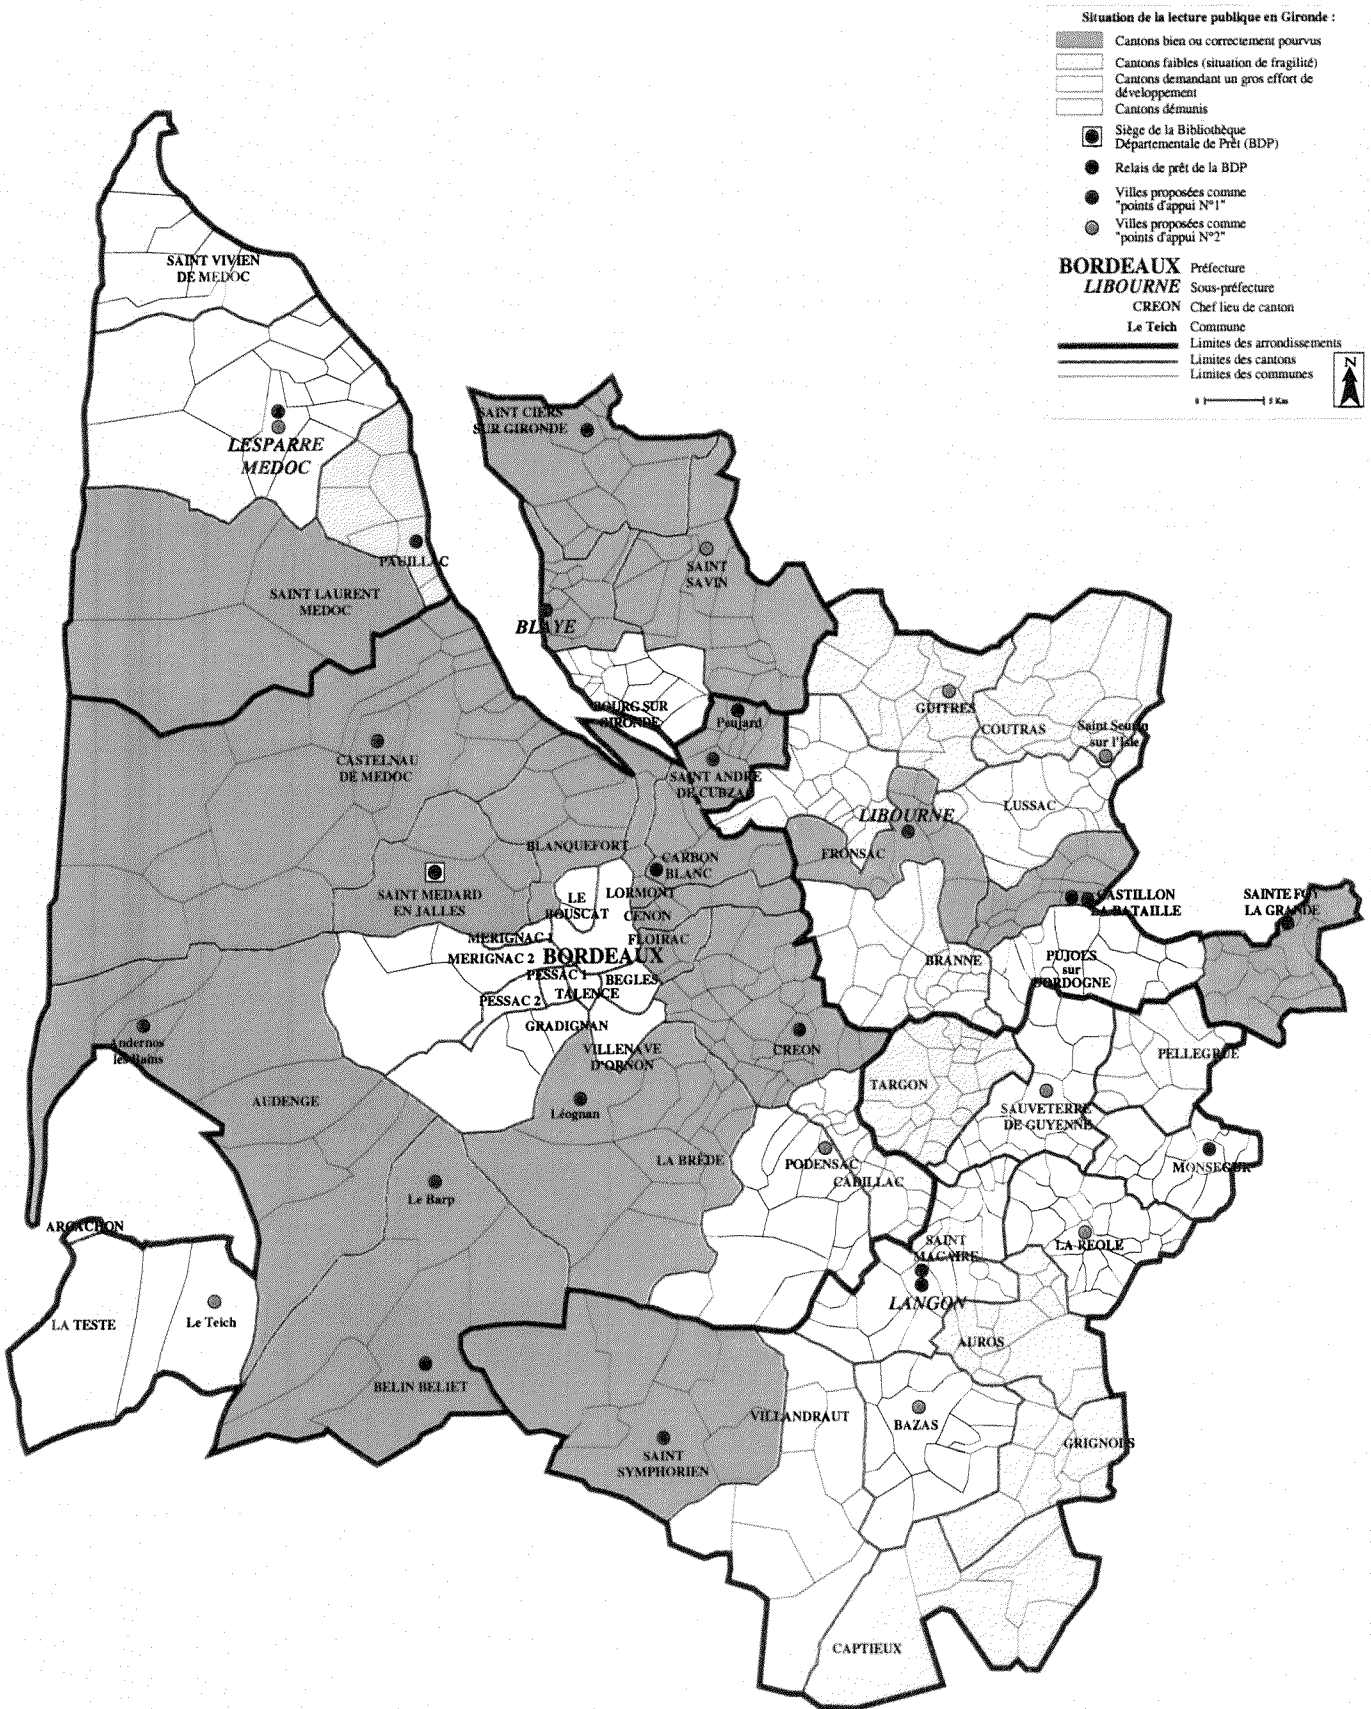 Situation de la lecture publique en Gironde :
Cantons bien ou correctement pourvus
Cantons faibles (situation de fragilité)
Cantons demandant un gros effort de
développement
Cantons démunis
Siège de la Bibliothèque
Départementale de Prêt (BDP)
Relais de prêt de la BDP
Villes proposées comme
"points d'appui N°1"
Villes proposées comme
"points d'appui N°2"
BORDEAUX Préfecture
LIBOURNE Sous-préfecture
CREON Chef lieu de canton
Le Teich Commune
Limites des arrondissements
Limites des cantons
Limites des communes
N
0 5 Km
SAINT VIVIEN
DE MEDOC
LESPARRE
MEDOC
SAINT CIERS
SUR GIRONDE
PAUILLAC
SAINT
SAVIN
SAINT LAURENT
MEDOC
BLAYE
BOURG SUR
GIRONDE
Peujard
GUITRES
COUTRAS
Saint Seurin
sur l'Isle
CASTELNAU
DE MEDOC
SAINT ANDRE
DE CUBZAC
LUSSAC
LIBOURNE
BLANQUEFORT
CARBON
BLANC
FRONSAC
SAINT MEDARD
EN JALLES
LE
BOUSCAT
LORMONT
CENON
CASTILLON
LA BATAILLE
SAINTE FOY
LA GRANDE
MERIGNAC 1
FLOIRAC
MERIGNAC 2
BORDEAUX
BRANNE
PUJOLS
sur
DORDOGNE
PESSAC 1
BEGLES
TALENCE
PESSAC 2
GRADIGNAN
Andernos
les Bains
VILLENAVE
D'ORNON
CREON
PELLEGRUE
TARGON
AUDENGE
Léognan
SAUVETERRE
DE GUYENNE
LA BRÈDE
PODENSAC
CADILLAC
MONSEGUR
Le Barp
ARCACHON
SAINT
MACAIRE
LA REOLE
LANGON
LA TESTE
Le Teich
AUROS
BELIN BELIET
VILLANDRAUT
BAZAS
GRIGNOLS
SAINT
SYMPHORIEN
CAPTIEUX